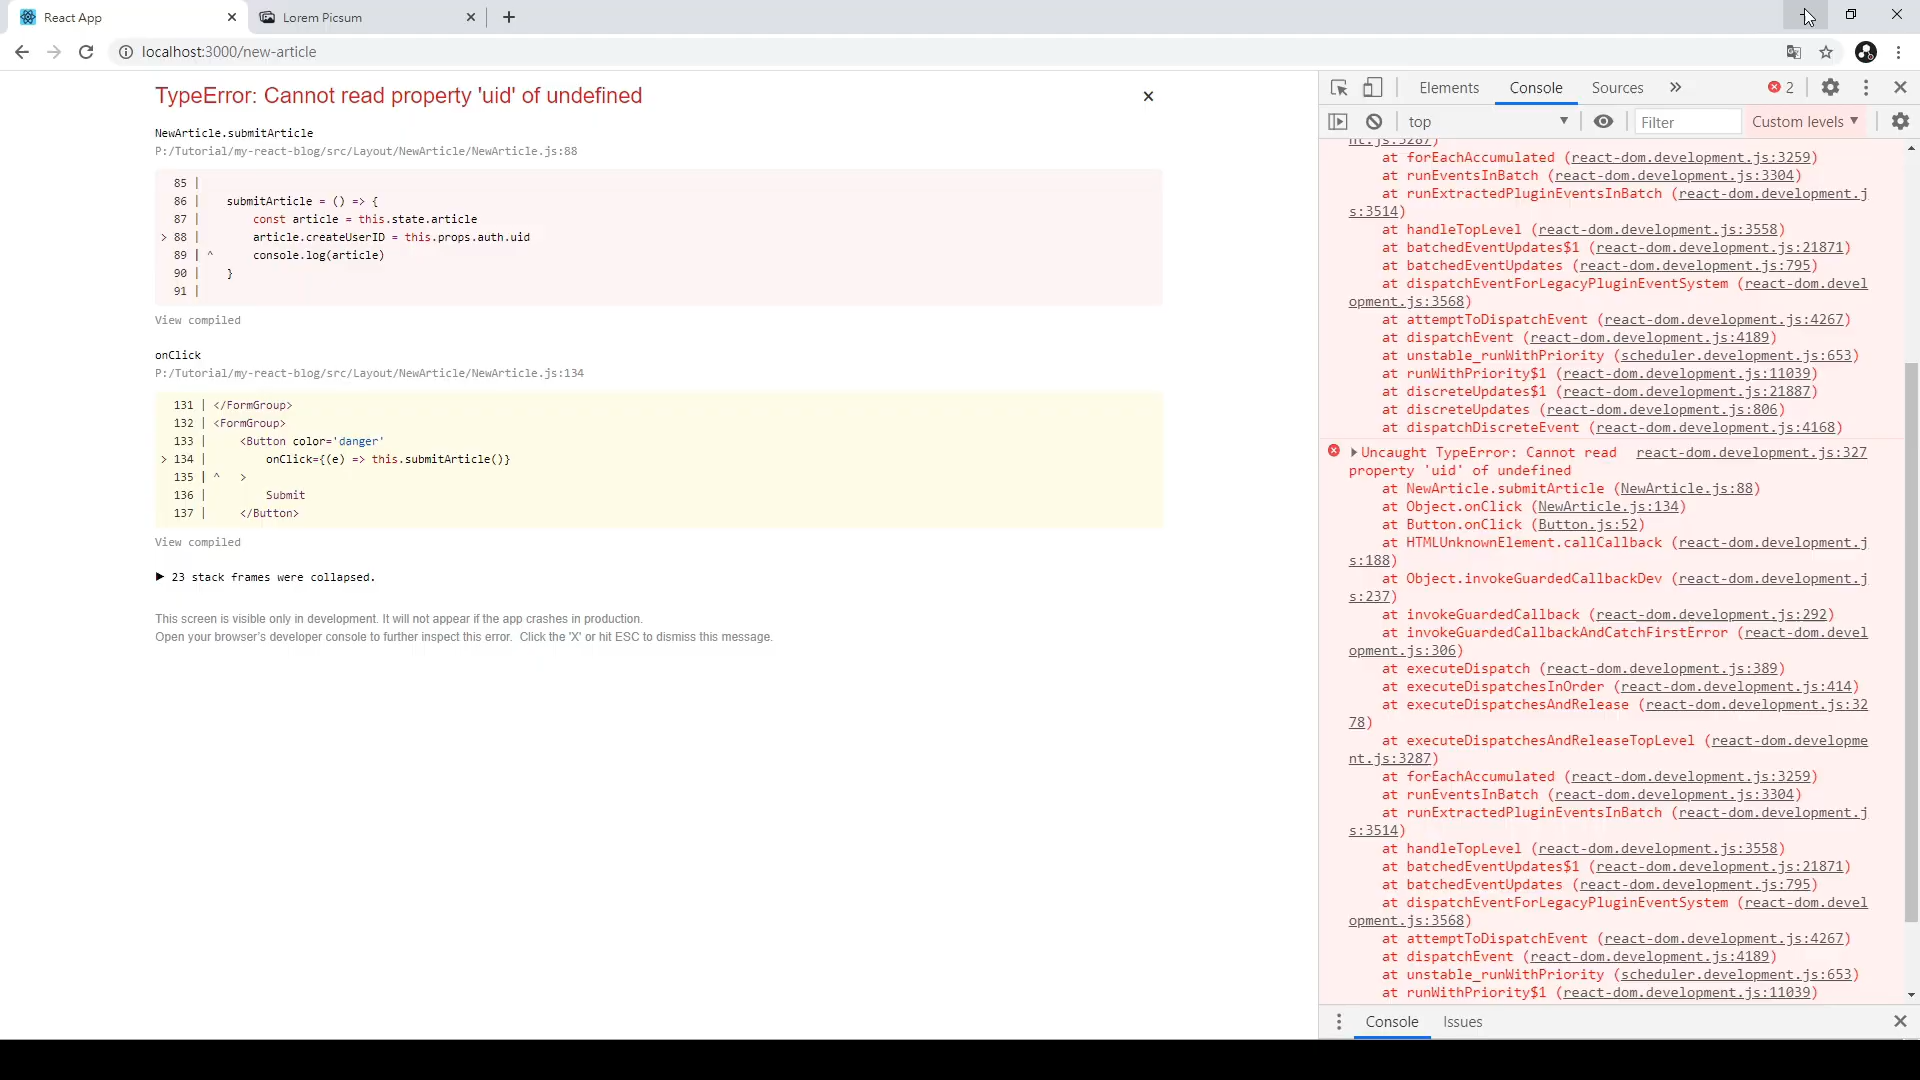 React App
Lorem Picsum
localhost:3000/new-article
TypeError: Cannot read property 'uid' of undefined
NewArticle.submitArticle
P:/Tutorial/my-react-blog/src/Layout/NewArticle/NewArticle.js:88
85 |
86 | submitArticle = () => {
87 | const article = this.state.article
> 88 | article.createUserID = this.props.auth.uid
89 | ^ console.log(article)
90 | }
91 |
View compiled
onClick
P:/Tutorial/my-react-blog/src/Layout/NewArticle/NewArticle.js:134
131 | </FormGroup>
132 | <FormGroup>
133 | <Button color='danger'
> 134 | onClick={(e) => this.submitArticle()}
135 | ^ >
136 | Submit
137 | </Button>
View compiled
▶ 23 stack frames were collapsed.
This screen is visible only in development. It will not appear if the app crashes in production.
Open your browser's developer console to further inspect this error. Click the 'X' or hit ESC to dismiss this message.
Elements Console Sources » 2
top Filter Custom levels
nt.js:3287)
at forEachAccumulated (react-dom.development.js:3259)
at runEventsInBatch (react-dom.development.js:3304)
at runExtractedPluginEventsInBatch (react-dom.development.j
s:3514)
at handleTopLevel (react-dom.development.js:3558)
at batchedEventUpdates$1 (react-dom.development.js:21871)
at batchedEventUpdates (react-dom.development.js:795)
at dispatchEventForLegacyPluginEventSystem (react-dom.devel
opment.js:3568)
at attemptToDispatchEvent (react-dom.development.js:4267)
at dispatchEvent (react-dom.development.js:4189)
at unstable_runWithPriority (scheduler.development.js:653)
at runWithPriority$1 (react-dom.development.js:11039)
at discreteUpdates$1 (react-dom.development.js:21887)
at discreteUpdates (react-dom.development.js:806)
at dispatchDiscreteEvent (react-dom.development.js:4168)
▶Uncaught TypeError: Cannot read react-dom.development.js:327
property 'uid' of undefined
at NewArticle.submitArticle (NewArticle.js:88)
at Object.onClick (NewArticle.js:134)
at Button.onClick (Button.js:52)
at HTMLUnknownElement.callCallback (react-dom.development.j
s:188)
at Object.invokeGuardedCallbackDev (react-dom.development.j
s:237)
at invokeGuardedCallback (react-dom.development.js:292)
at invokeGuardedCallbackAndCatchFirstError (react-dom.devel
opment.js:306)
at executeDispatch (react-dom.development.js:389)
at executeDispatchesInOrder (react-dom.development.js:414)
at executeDispatchesAndRelease (react-dom.development.js:32
78)
at executeDispatchesAndReleaseTopLevel (react-dom.developme
nt.js:3287)
at forEachAccumulated (react-dom.development.js:3259)
at runEventsInBatch (react-dom.development.js:3304)
at runExtractedPluginEventsInBatch (react-dom.development.j
s:3514)
at handleTopLevel (react-dom.development.js:3558)
at batchedEventUpdates$1 (react-dom.development.js:21871)
at batchedEventUpdates (react-dom.development.js:795)
at dispatchEventForLegacyPluginEventSystem (react-dom.devel
opment.js:3568)
at attemptToDispatchEvent (react-dom.development.js:4267)
at dispatchEvent (react-dom.development.js:4189)
at unstable_runWithPriority (scheduler.development.js:653)
at runWithPriority$1 (react-dom.development.js:11039)
Console Issues